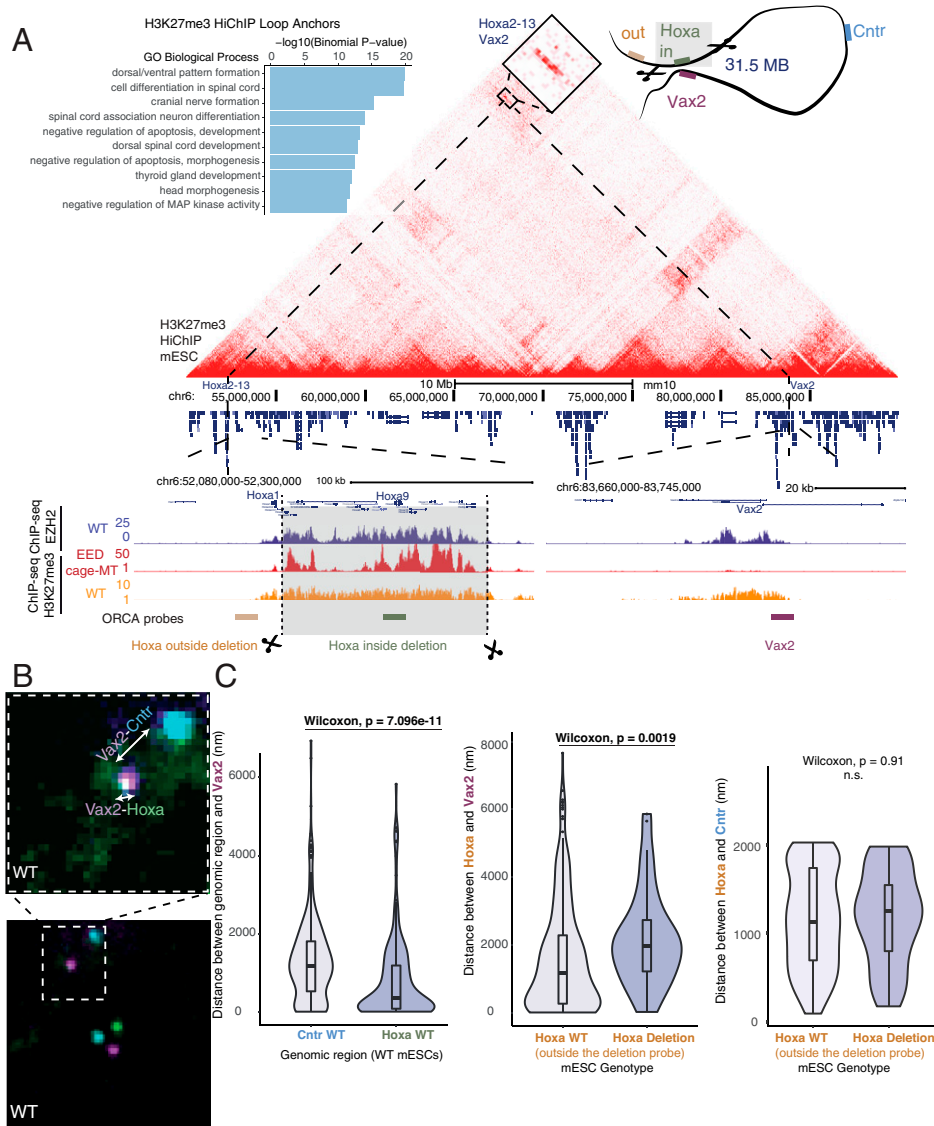 A
H3K27me3 HiChIP Loop Anchors
−log10(Binomial P−value)
GO Biological Process
0 5 10 15 20
dorsal/ventral pattern formation
cell differentiation in spinal cord
cranial nerve formation
spinal cord association neuron differentiation
negative regulation of apoptosis, development
dorsal spinal cord development
negative regulation of apoptosis, morphogenesis
thyroid gland development
head morphogenesis
negative regulation of MAP kinase activity
Hoxa2-13
Vax2
out
Hoxa
in
Cntr
31.5 MB
Vax2
H3K27me3
HiChIP
mESC
Hoxa2-13
10 Mb
mm10
Vax2
chr6:
55,000,000
60,000,000
65,000,000
70,000,000
75,000,000
80,000,000
85,000,000
chr6:52,080,000-52,300,000
100 kb
chr6:83,660,000-83,745,000
20 kb
Hoxa1
Hoxa9
Vax2
ChIP-seq
EZH2
WT
25
0
ChIP-seq
H3K27me3
EED
cage-MT
50
1
WT
10
1
ORCA probes
Hoxa outside deletion
Hoxa inside deletion
Vax2
B
Vax2-Cntr
Vax2-Hoxa
WT
WT
C
Wilcoxon, p = 7.096e-11
Distance between genomic region and Vax2 (nm)
6000
4000
2000
0
Cntr WT
Hoxa WT
Genomic region (WT mESCs)
Wilcoxon, p = 0.0019
Distance between Hoxa and Vax2 (nm)
8000
6000
4000
2000
0
Hoxa WT
Hoxa Deletion
(outside the deletion probe)
mESC Genotype
Wilcoxon, p = 0.91
n.s.
Distance between Hoxa and Cntr (nm)
2000
1000
0
Hoxa WT
Hoxa Deletion
(outside the deletion probe)
mESC Genotype